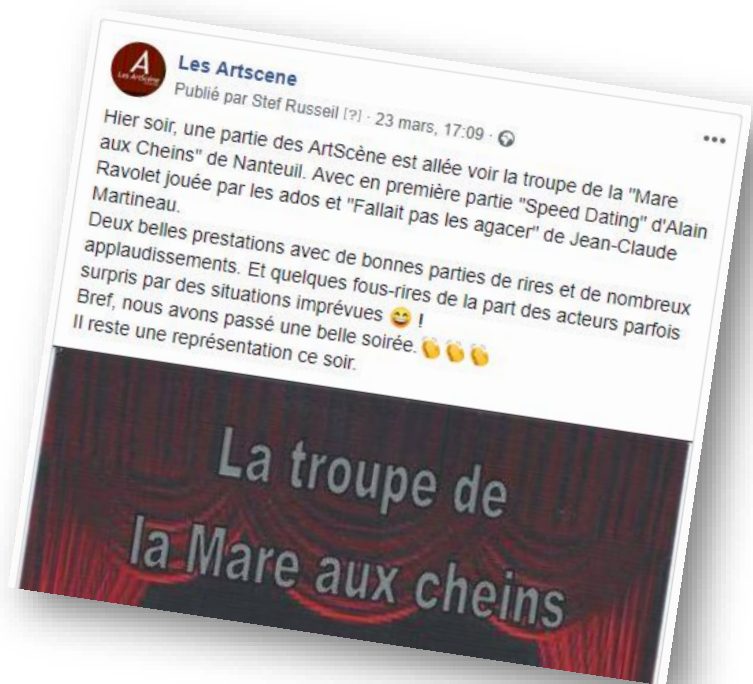 A
Les ArtScène
Les Artscene
Publié par Stef Russeil [?] · 23 mars, 17:09 ·
Hier soir, une partie des ArtScène est allée voir la troupe de la "Mare
aux Cheins" de Nanteuil. Avec en première partie "Speed Dating" d'Alain
Ravolet jouée par les ados et "Fallait pas les agacer" de Jean-Claude
Martineau.
Deux belles prestations avec de bonnes parties de rires et de nombreux
applaudissements. Et quelques fous-rires de la part des acteurs parfois
surpris par des situations imprévues 😄 !
Bref, nous avons passé une belle soirée.👏👏👏
Il reste une représentation ce soir.
La troupe de
la Mare aux cheins